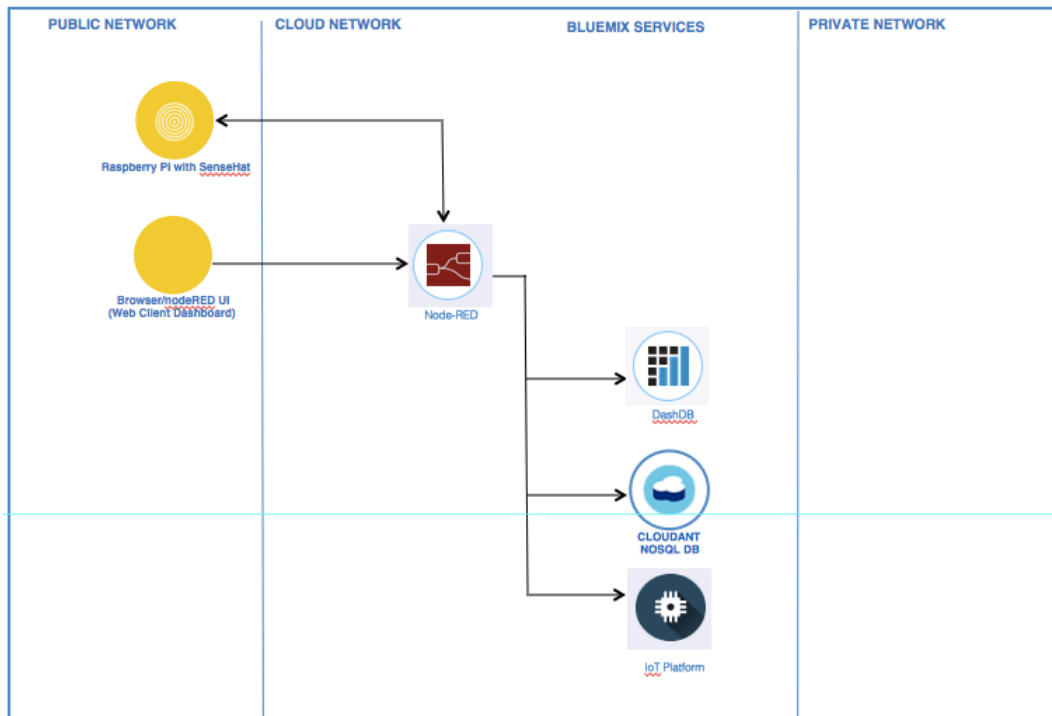 PUBLIC NETWORK
CLOUD NETWORK
BLUEMIX SERVICES
PRIVATE NETWORK
Raspberry PI with SenseHat
Browser/nodeRED UI
(Web Client Dashboard)
Node-RED
DashDB
CLOUDANT
NOSQL DB
IoT Platform